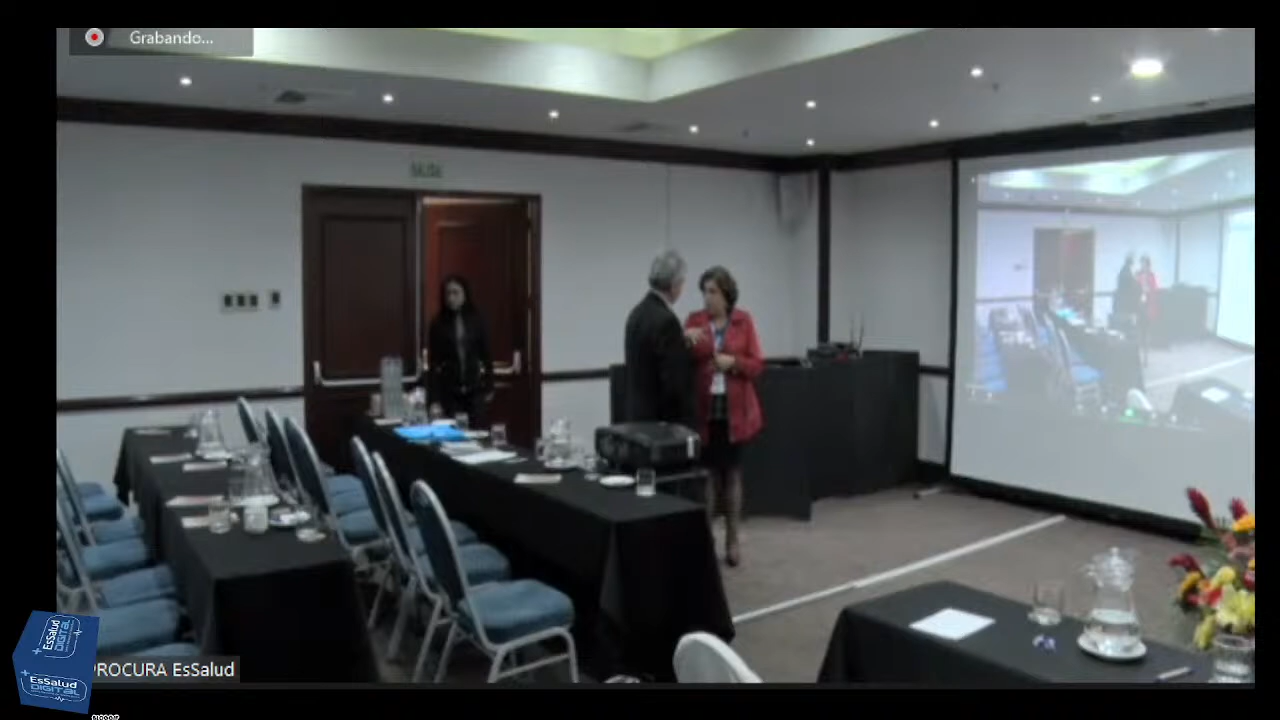 Grabando...
SALIDA
PROCURA EsSalud
EsSalud
DIGITAL
EsSalud
DIGITAL